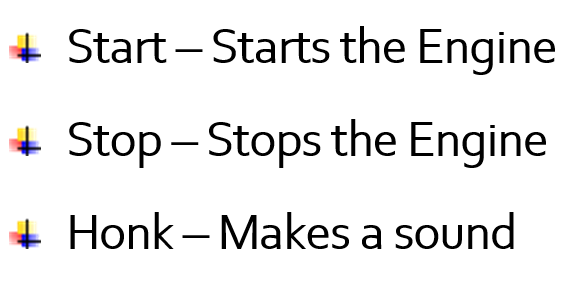 Start – Starts the Engine
Stop – Stops the Engine
Honk – Makes a sound